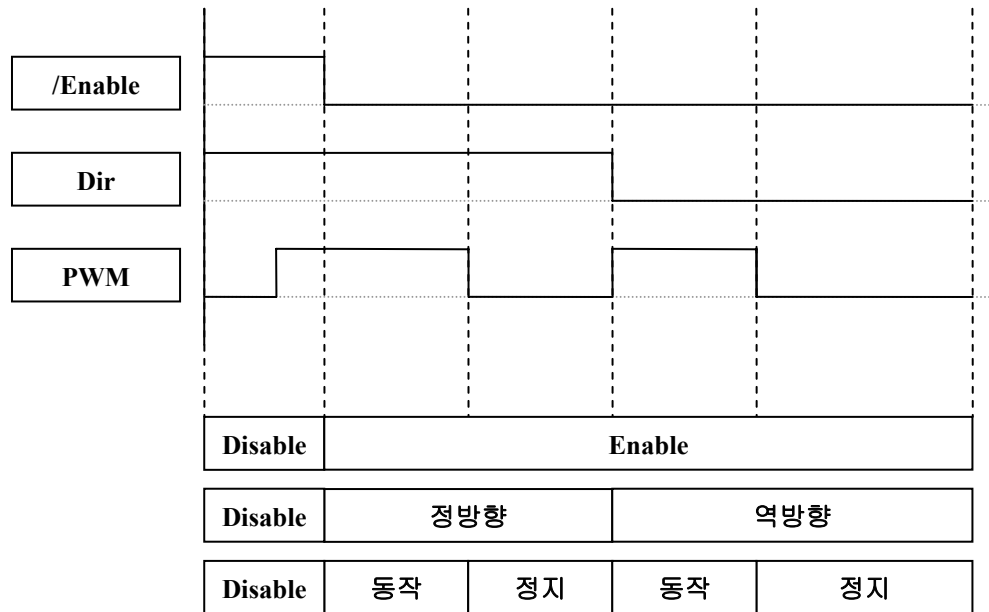 /Enable
Dir
PWM
Disable Enable
Disable 정방향 역방향
Disable 동작 정지 동작 정지